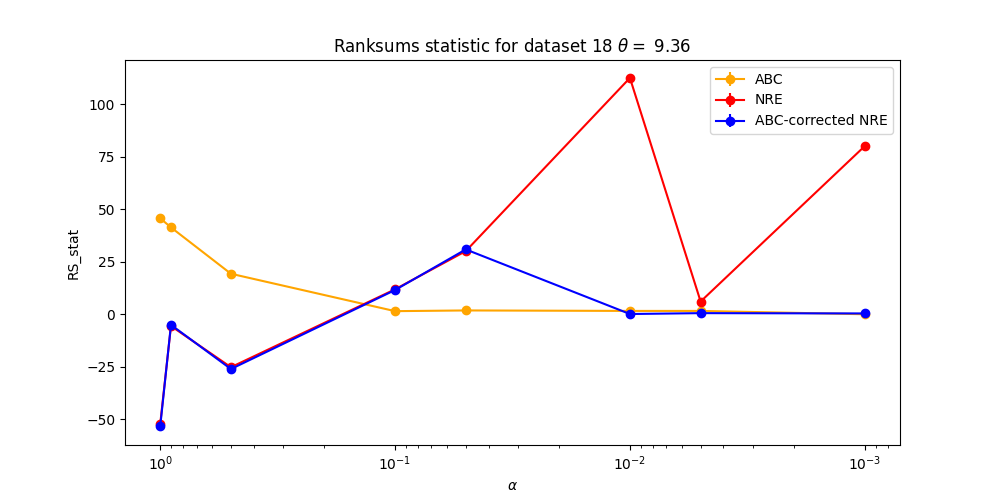 Ranksums statistic for dataset 18 θ = 9.36
ABC
NRE
ABC-corrected NRE
RS_stat
100
75
50
25
0
−25
−50
10⁰
10⁻¹
10⁻²
10⁻³
α